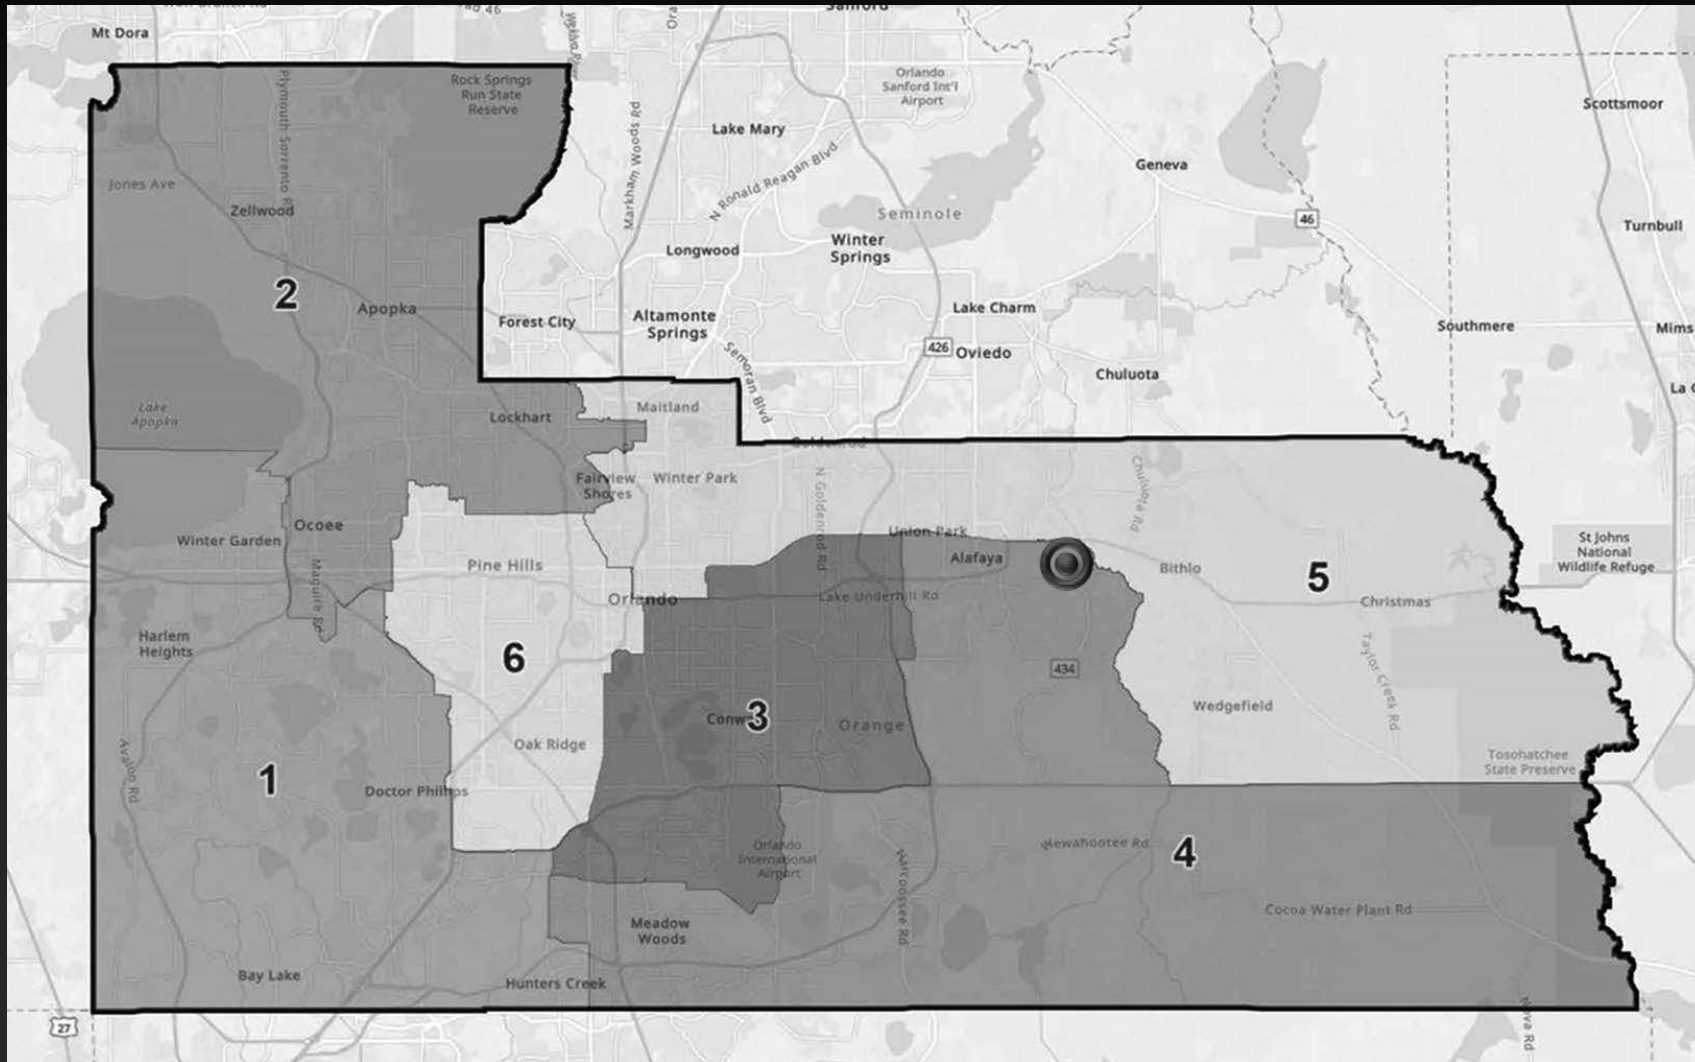 Mt Dora
Sanford
Rock Springs
Run State
Reserve
Plymouth Sorrento R
Markham Woods Rd
Orlando
Sanford Int'l
Airport
Lake Mary
N Ronald Reagan Blvd
Geneva
Scottsmoor
Jones Ave
Zellwood
Seminole
46
Turnbull
Longwood
Winter
Springs
2
Apopka
Forest City
Altamonte
Springs
Lake Charm
Southmere
Mims
426
Oviedo
Semoran Blvd
Chuluota
Lake
Apopka
Lockhart
Maitland
Goldenrod
Fairview
Shores
Winter Park
N Goldenrod Rd
Chuluota Rd
Ocoee
Winter Garden
Union Park
St Johns
National
Wildlife Refuge
Pine Hills
Alafaya
Bithlo
5
Maguire Rd
Orlando
Lake Underhill Rd
Christmas
Harlem
Heights
6
434
Taylor Creek Rd
Conw
3
Orange
Wedgefield
Oak Ridge
Avalon Rd
1
Doctor Phillips
Tosohatchee
State Preserve
Orlando
International
Airport
Narcoossee Rd
Newahootee Rd
4
Cocoa Water Plant Rd
Meadow
Woods
Bay Lake
Hunters Creek
27
Nova Rd